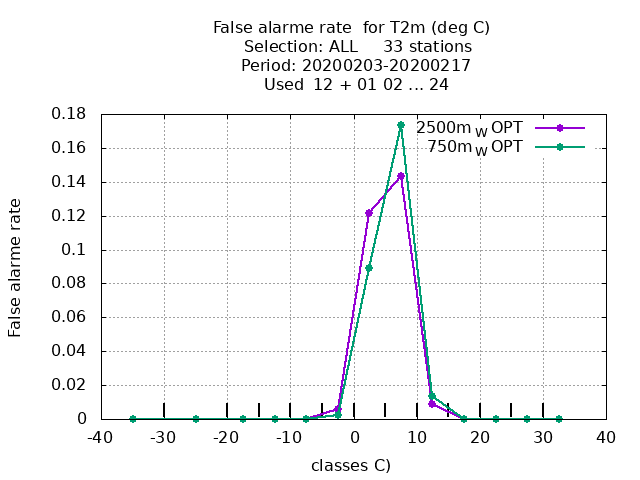 False alarme rate  for T2m (deg C)
Selection: ALL     33 stations
Period: 20200203-20200217
Used  12 + 01 02 ... 24
2500m W OPT
750m W OPT
0.18
0.16
0.14
0.12
0.1
0.08
0.06
0.04
0.02
0
False alarme rate
-40 -30 -20 -10 0 10 20 30 40
classes C)